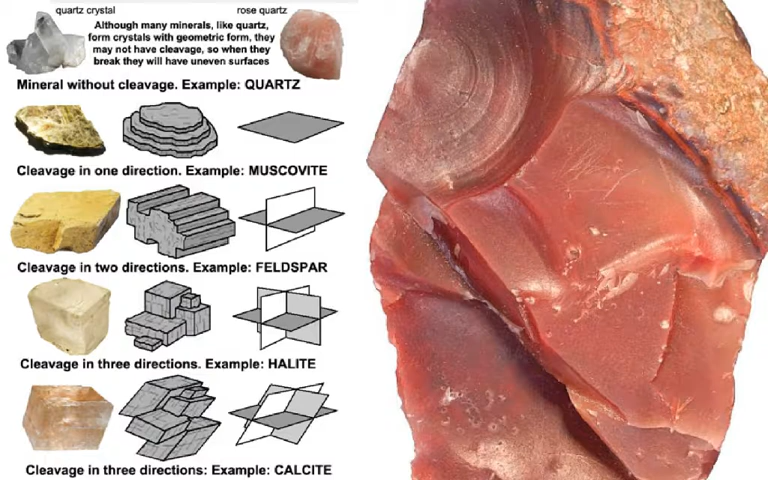 quartz crystal
rose quartz
Although many minerals, like quartz,
form crystals with geometric form, they
may not have cleavage, so when they
break they will have uneven surfaces
Mineral without cleavage. Example: QUARTZ
Cleavage in one direction. Example: MUSCOVITE
Cleavage in two directions. Example: FELDSPAR
Cleavage in three directions. Example: HALITE
Cleavage in three directions: Example: CALCITE